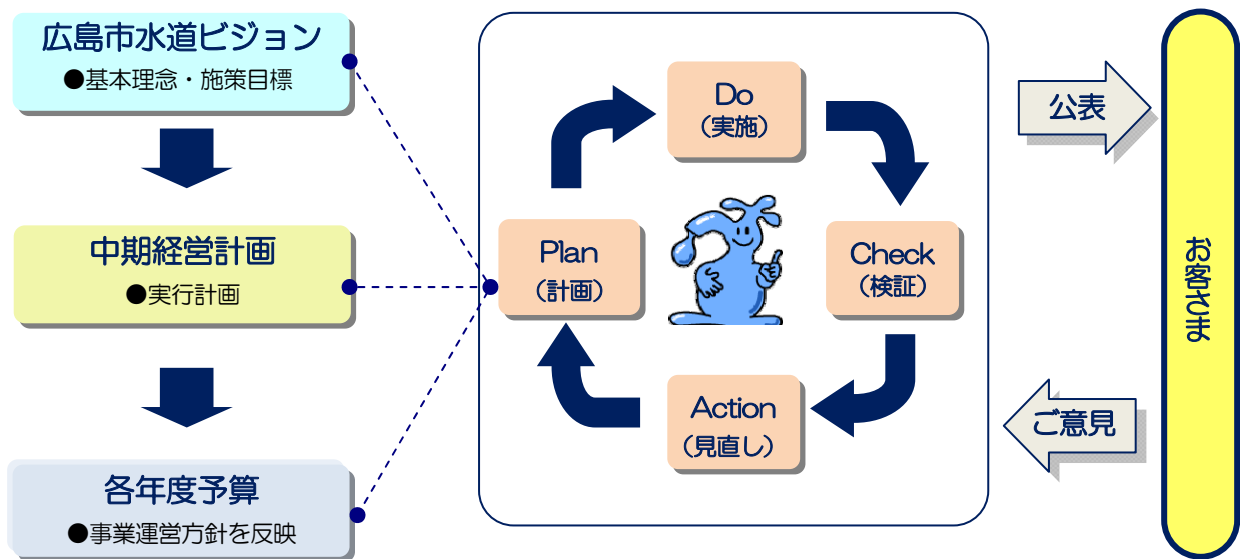 広島市水道ビジョン
●基本理念・施策目標
中期経営計画
●実行計画
各年度予算
●事業運営方針を反映
Do
(実施)
Plan
(計画)
Check
(検証)
Action
(見直し)
公表
ご意見
お客さま